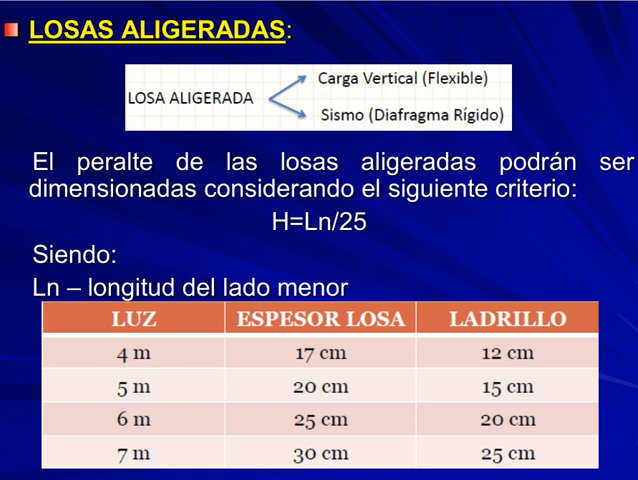 LOSAS ALIGERADAS:
LOSA ALIGERADA
Carga Vertical (Flexible)
Sismo (Diafragma Rígido)
El peralte de las losas aligeradas podrán ser
dimensionadas considerando el siguiente criterio:
H=Ln/25
Siendo:
Ln – longitud del lado menor
LUZ ESPESOR LOSA LADRILLO
4 m 17 cm 12 cm
5 m 20 cm 15 cm
6 m 25 cm 20 cm
7 m 30 cm 25 cm